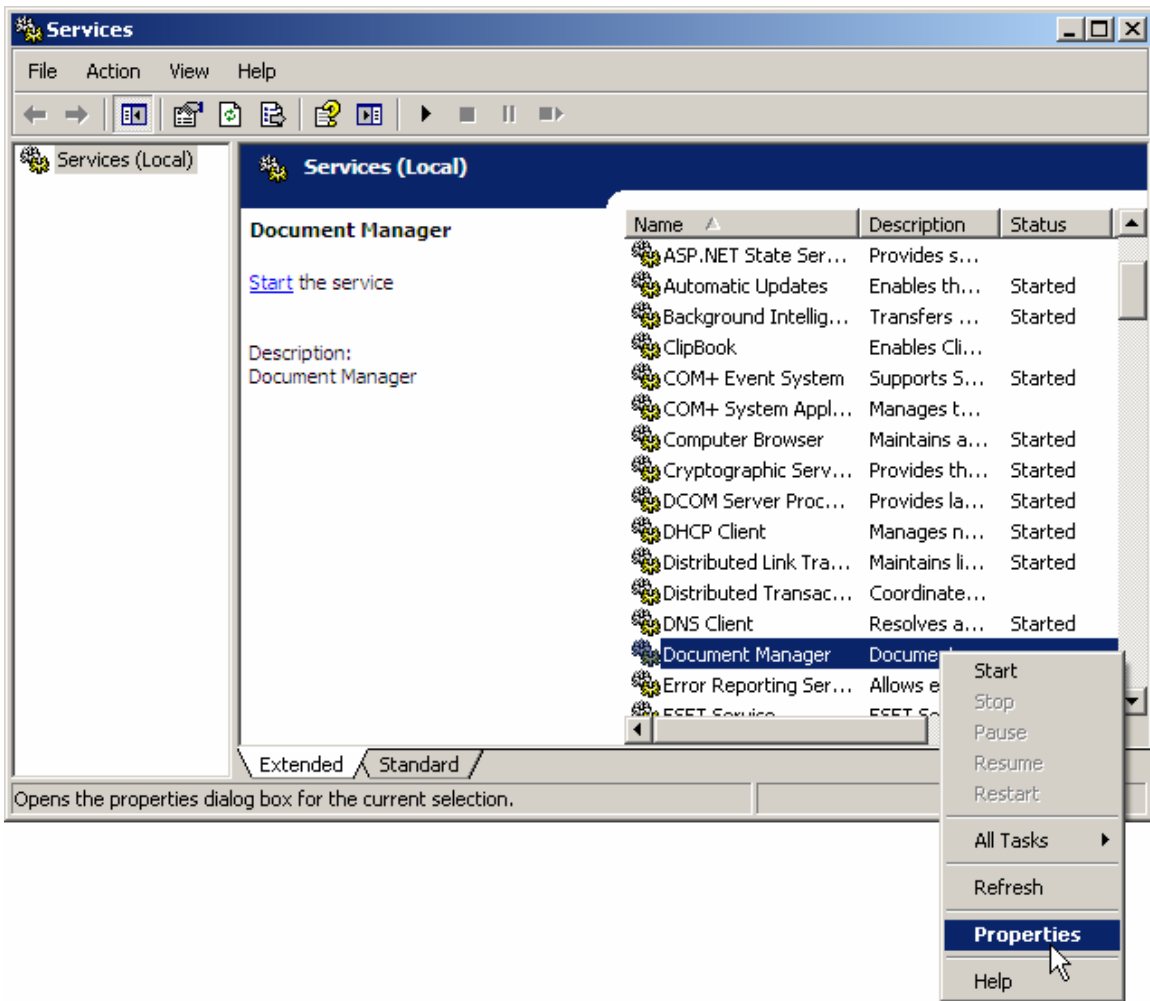 Services
File Action View Help
Services (Local)
Services (Local)
Document Manager
Start the service
Description:
Document Manager
Name Description Status
ASP.NET State Ser... Provides s...
Automatic Updates Enables th... Started
Background Intellig... Transfers ... Started
ClipBook Enables Cli...
COM+ Event System Supports S... Started
COM+ System Appl... Manages t...
Computer Browser Maintains a... Started
Cryptographic Serv... Provides th... Started
DCOM Server Proc... Provides la... Started
DHCP Client Manages n... Started
Distributed Link Tra... Maintains li... Started
Distributed Transac... Coordinate...
DNS Client Resolves a... Started
Document Manager Documen
Error Reporting Ser... Allows e
ESET Service ESET Se
Extended Standard
Opens the properties dialog box for the current selection.
Start
Stop
Pause
Resume
Restart
All Tasks
Refresh
Properties
Help